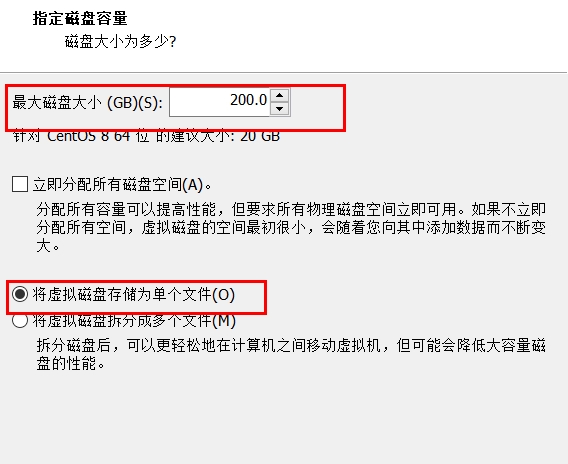 指定磁盘容量
磁盘大小为多少?
最大磁盘大小 (GB)(S): 200.0
针对 CentOS 8 64 位 的建议大小: 20 GB
立即分配所有磁盘空间(A)。
分配所有容量可以提高性能，但要求所有物理磁盘空间立即可用。如果不立即
分配所有空间，虚拟磁盘的空间最初很小，会随着您向其中添加数据而不断变
大。
将虚拟磁盘存储为单个文件(O)
将虚拟磁盘拆分成多个文件(M)
拆分磁盘后，可以更轻松地在计算机之间移动虚拟机，但可能会降低大容量磁
盘的性能。